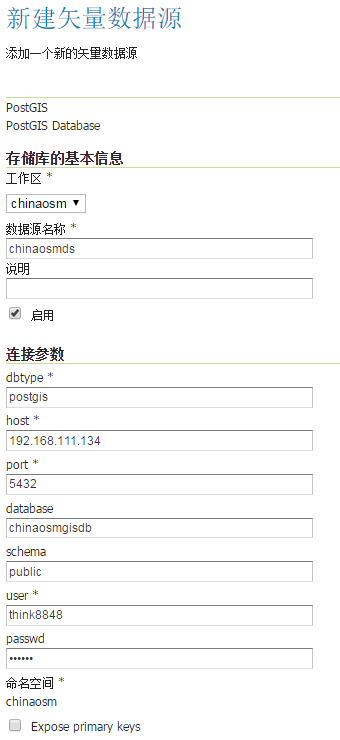 新建矢量数据源
添加一个新的矢量数据源
PostGIS
PostGIS Database
存储库的基本信息
工作区 *
chinaosm
数据源名称 *
chinaosmds
说明
启用
连接参数
dbtype *
postgis
host *
192.168.111.134
port *
5432
database
chinaosmgisdb
schema
public
user *
think8848
passwd
••••••
命名空间 *
chinaosm
Expose primary keys